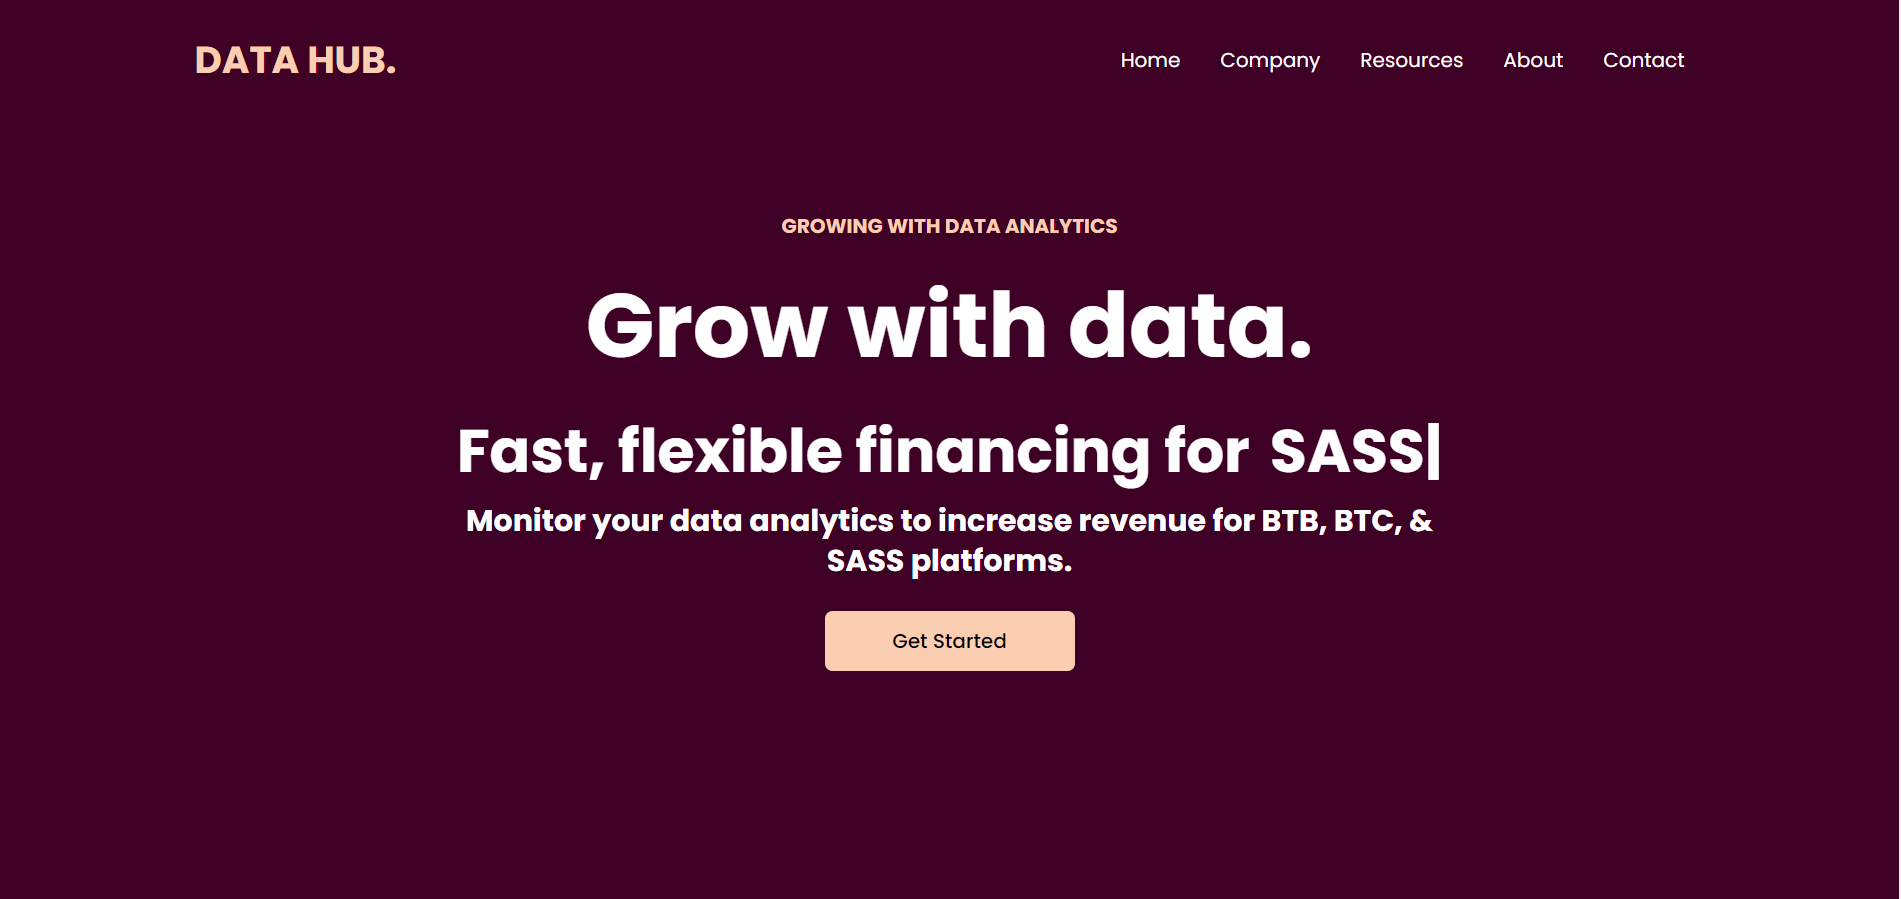 DATA HUB.
Home Company Resources About Contact
GROWING WITH DATA ANALYTICS
Grow with data.
Fast, flexible financing for SASS|
Monitor your data analytics to increase revenue for BTB, BTC, &
SASS platforms.
Get Started